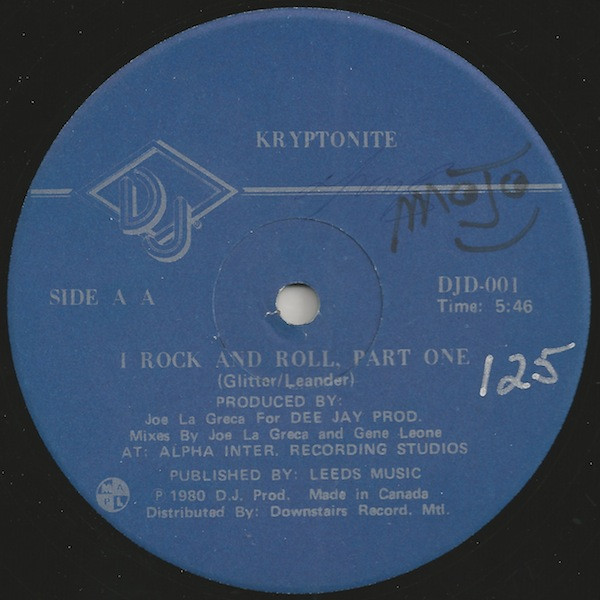 KRYPTONITE
DJ
MOJO
SIDE A A
DJD-001
Time: 5:46
I ROCK AND ROLL, PART ONE
125
(Glitter/Leander)
PRODUCED BY:
Joe La Greca For DEE JAY PROD.
Mixes By Joe La Greca and Gene Leone
AT: ALPHA INTER. RECORDING STUDIOS
PUBLISHED BY: LEEDS MUSIC
MAPL
℗ 1980 D.J. Prod. Made in Canada
Distributed By: Downstairs Record. Mtl.